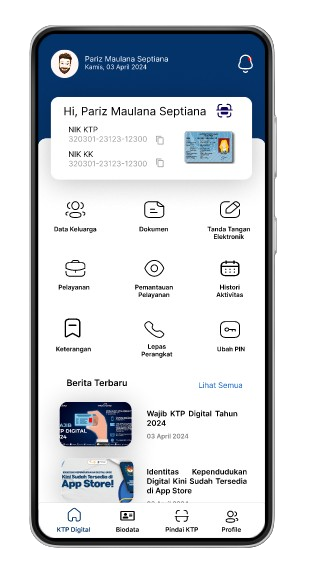 Pariz Maulana Septiana
Kamis, 03 April 2024
Hi, Pariz Maulana Septiana
NIK KTP
320301-23123-12300
NIK KK
320301-23123-12300
Data Keluarga
Dokumen
Tanda Tangan
Elektronik
Pelayanan
Pemantauan
Pelayanan
Histori
Aktivitas
Keterangan
Lepas
Perangkat
Ubah PIN
Berita Terbaru
Lihat Semua
Wajib KTP Digital Tahun
2024
03 April 2024
Kini Sudah Tersedia di
App Store!
Identitas Kependudukan
Digital Kini Sudah Tersedia
di App Store
KTP Digital
Biodata
Pindai KTP
Profile